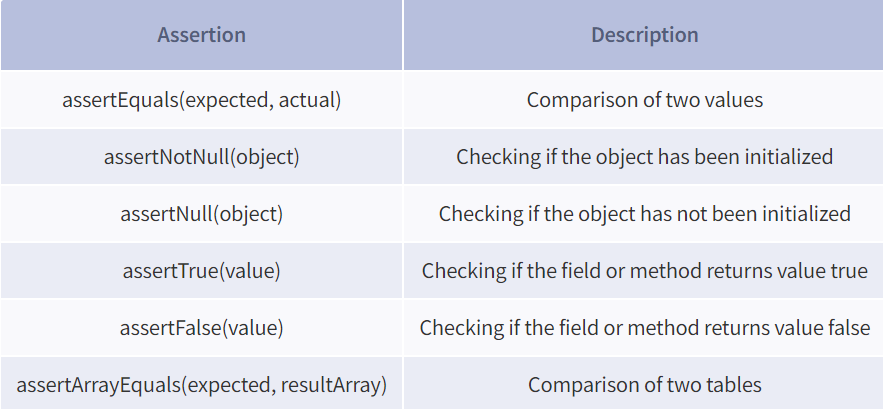 Assertion Description
assertEquals(expected, actual) Comparison of two values
assertNotNull(object) Checking if the object has been initialized
assertNull(object) Checking if the object has not been initialized
assertTrue(value) Checking if the field or method returns value true
assertFalse(value) Checking if the field or method returns value false
assertArrayEquals(expected, resultArray) Comparison of two tables